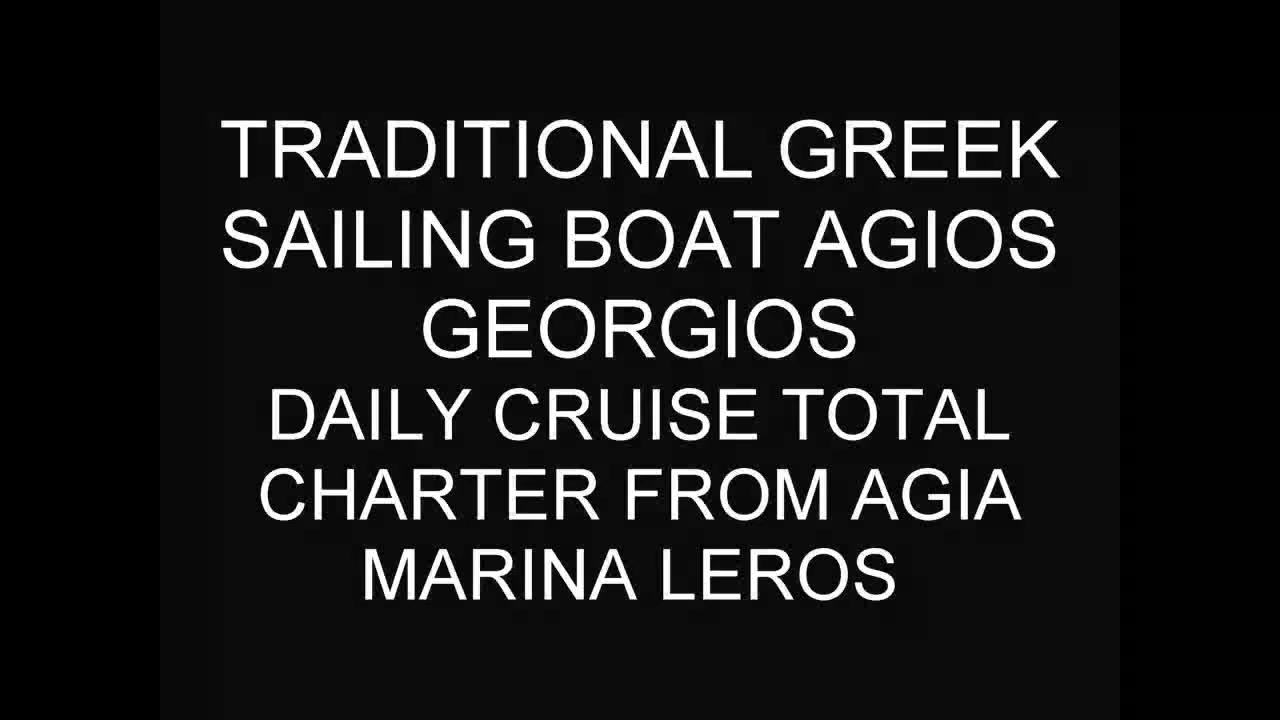 TRADITIONAL GREEK
SAILING BOAT AGIOS
GEORGIOS
DAILY CRUISE TOTAL
CHARTER FROM AGIA
MARINA LEROS